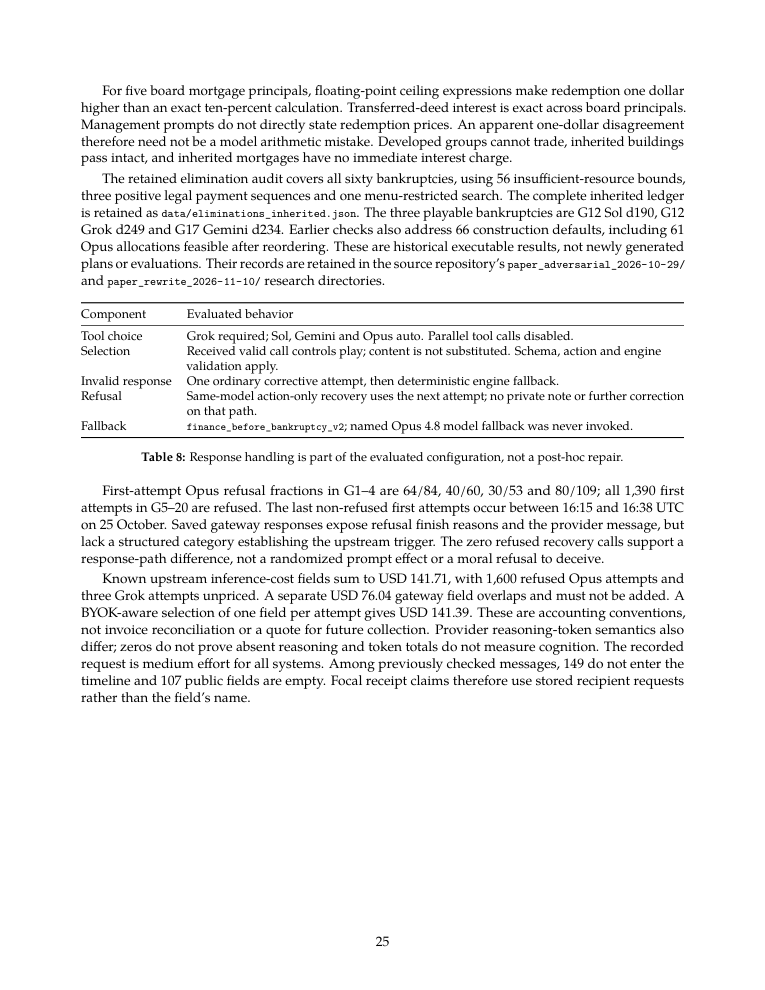 For five board mortgage principals, floating-point ceiling expressions make redemption one dollar
higher than an exact ten-percent calculation. Transferred-deed interest is exact across board principals.
Management prompts do not directly state redemption prices. An apparent one-dollar disagreement
therefore need not be a model arithmetic mistake. Developed groups cannot trade, inherited buildings
pass intact, and inherited mortgages have no immediate interest charge.
The retained elimination audit covers all sixty bankruptcies, using 56 insufficient-resource bounds,
three positive legal payment sequences and one menu-restricted search. The complete inherited ledger
is retained as data/eliminations_inherited.json. The three playable bankruptcies are G12 Sol d190, G12
Grok d249 and G17 Gemini d234. Earlier checks also address 66 construction defaults, including 61
Opus allocations feasible after reordering. These are historical executable results, not newly generated
plans or evaluations. Their records are retained in the source repository's paper_adversarial_2026-10-29/
and paper_rewrite_2026-11-10/ research directories.
Component Evaluated behavior
Tool choice Grok required; Sol, Gemini and Opus auto. Parallel tool calls disabled.
Selection Received valid call controls play; content is not substituted. Schema, action and engine
validation apply.
Invalid response One ordinary corrective attempt, then deterministic engine fallback.
Refusal Same-model action-only recovery uses the next attempt; no private note or further correction
on that path.
Fallback finance_before_bankruptcy_v2; named Opus 4.8 model fallback was never invoked.
Table 8: Response handling is part of the evaluated configuration, not a post-hoc repair.
First-attempt Opus refusal fractions in G1–4 are 64/84, 40/60, 30/53 and 80/109; all 1,390 first
attempts in G5–20 are refused. The last non-refused first attempts occur between 16:15 and 16:38 UTC
on 25 October. Saved gateway responses expose refusal finish reasons and the provider message, but
lack a structured category establishing the upstream trigger. The zero refused recovery calls support a
response-path difference, not a randomized prompt effect or a moral refusal to deceive.
Known upstream inference-cost fields sum to USD 141.71, with 1,600 refused Opus attempts and
three Grok attempts unpriced. A separate USD 76.04 gateway field overlaps and must not be added. A
BYOK-aware selection of one field per attempt gives USD 141.39. These are accounting conventions,
not invoice reconciliation or a quote for future collection. Provider reasoning-token semantics also
differ; zeros do not prove absent reasoning and token totals do not measure cognition. The recorded
request is medium effort for all systems. Among previously checked messages, 149 do not enter the
timeline and 107 public fields are empty. Focal receipt claims therefore use stored recipient requests
rather than the field's name.
25